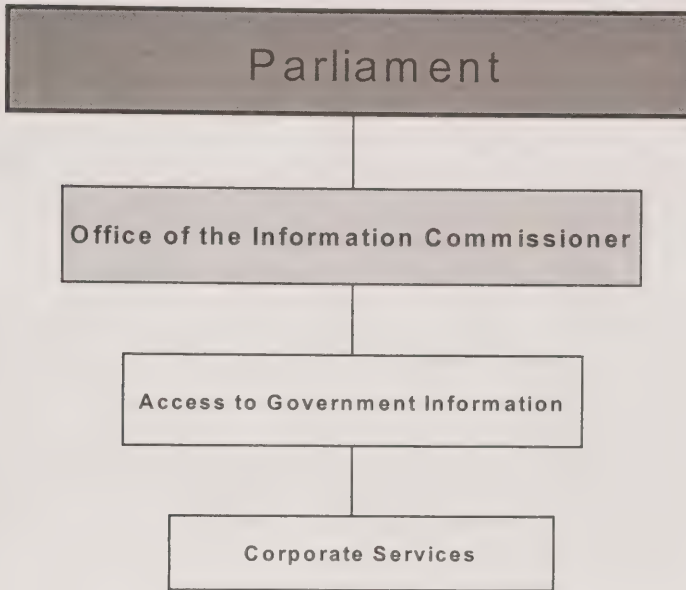 Parliament
Office of the Information Commissioner
Access to Government Information
Corporate Services